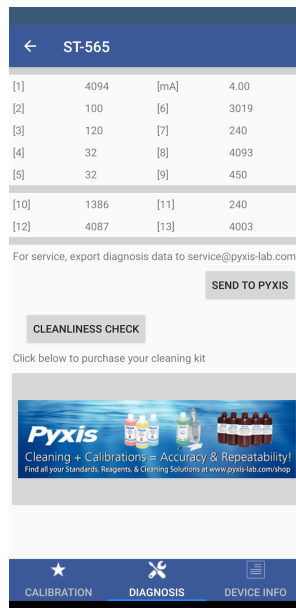 ST-565
[1] 4094 [mA] 4.00
[2] 100 [6] 3019
[3] 120 [7] 240
[4] 32 [8] 4093
[5] 32 [9] 450
[10] 1386 [11] 240
[12] 4087 [13] 4003
For service, export diagnosis data to service@pyxis-lab.com
SEND TO PYXIS
CLEANLINESS CHECK
Click below to purchase your cleaning kit
Pyxis
Cleaning + Calibrations = Accuracy & Repeatability!
Find all your Standards, Reagents, & Cleaning Solutions at www.pyxis-lab.com/shop
CALIBRATION DIAGNOSIS DEVICE INFO